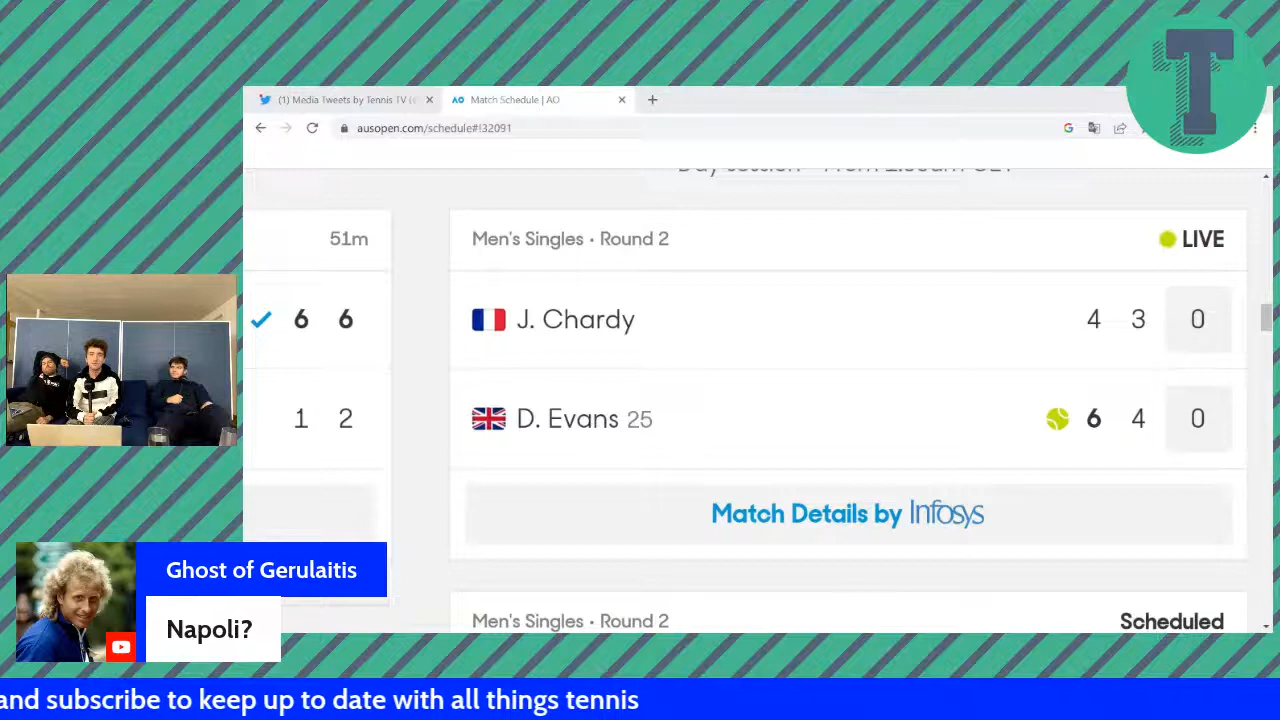 (1) Media Tweets by Tennis TV (
Match Schedule | AO
ausopen.com/schedule#!32091
T
51m
Men's Singles • Round 2
LIVE
6 6
J. Chardy
4 3 0
1 2
D. Evans 25
6 4 0
Match Details by Infosys
Men's Singles • Round 2
Scheduled
Ghost of Gerulaitis
Napoli?
and subscribe to keep up to date with all things tennis